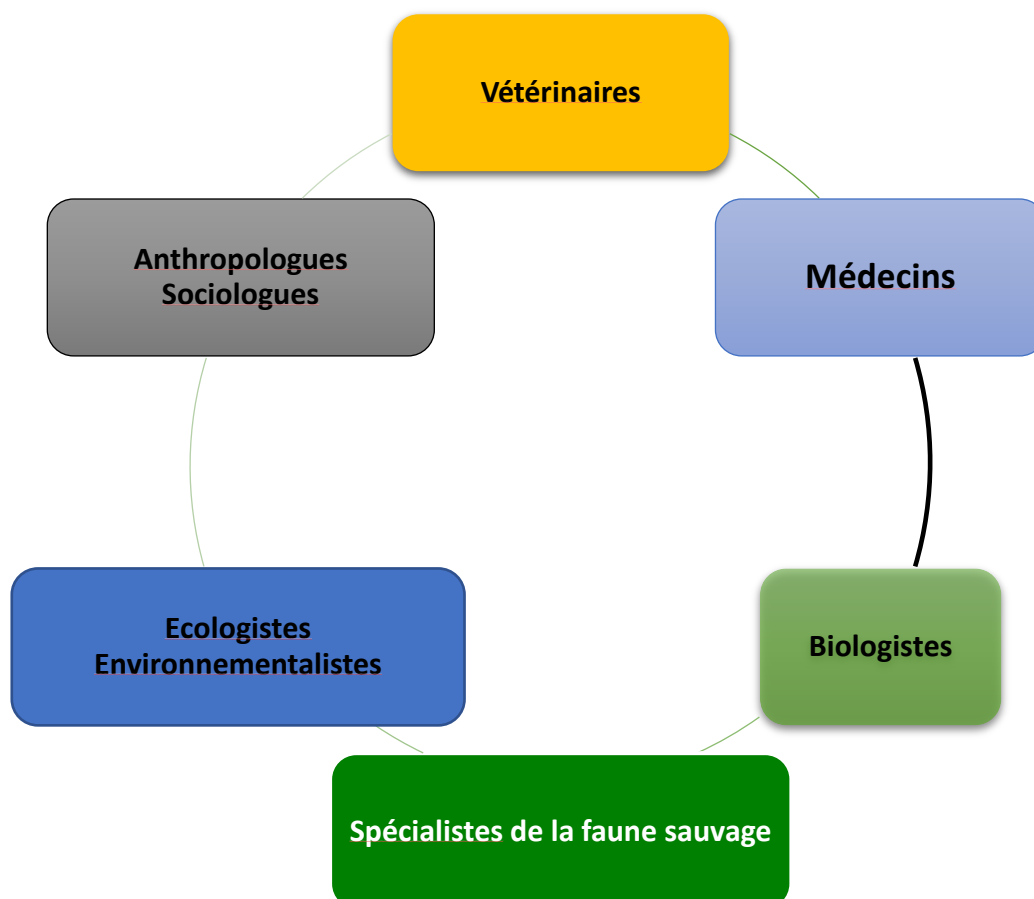 Vétérinaires
Médecins
Anthropologues
Sociologues
Ecologistes
Environnementalistes
Biologistes
Spécialistes de la faune sauvage